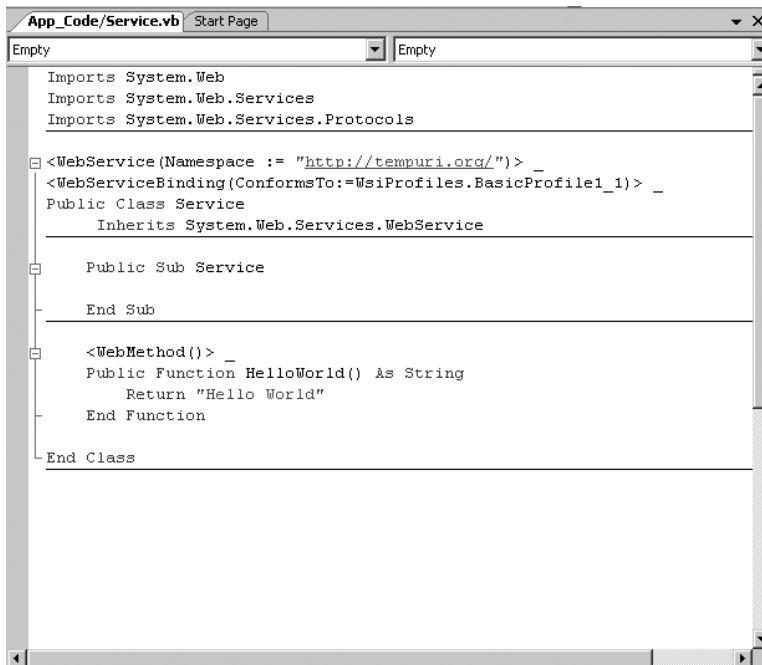 App_Code/Service.vb Start Page
Empty Empty
Imports System.Web
Imports System.Web.Services
Imports System.Web.Services.Protocols
<WebService(Namespace := "http://tempuri.org/")> _
<WebServiceBinding(ConformsTo:=WsiProfiles.BasicProfile1_1)> _
Public Class Service
Inherits System.Web.Services.WebService
Public Sub Service
End Sub
<WebMethod()> _
Public Function HelloWorld() As String
Return "Hello World"
End Function
End Class